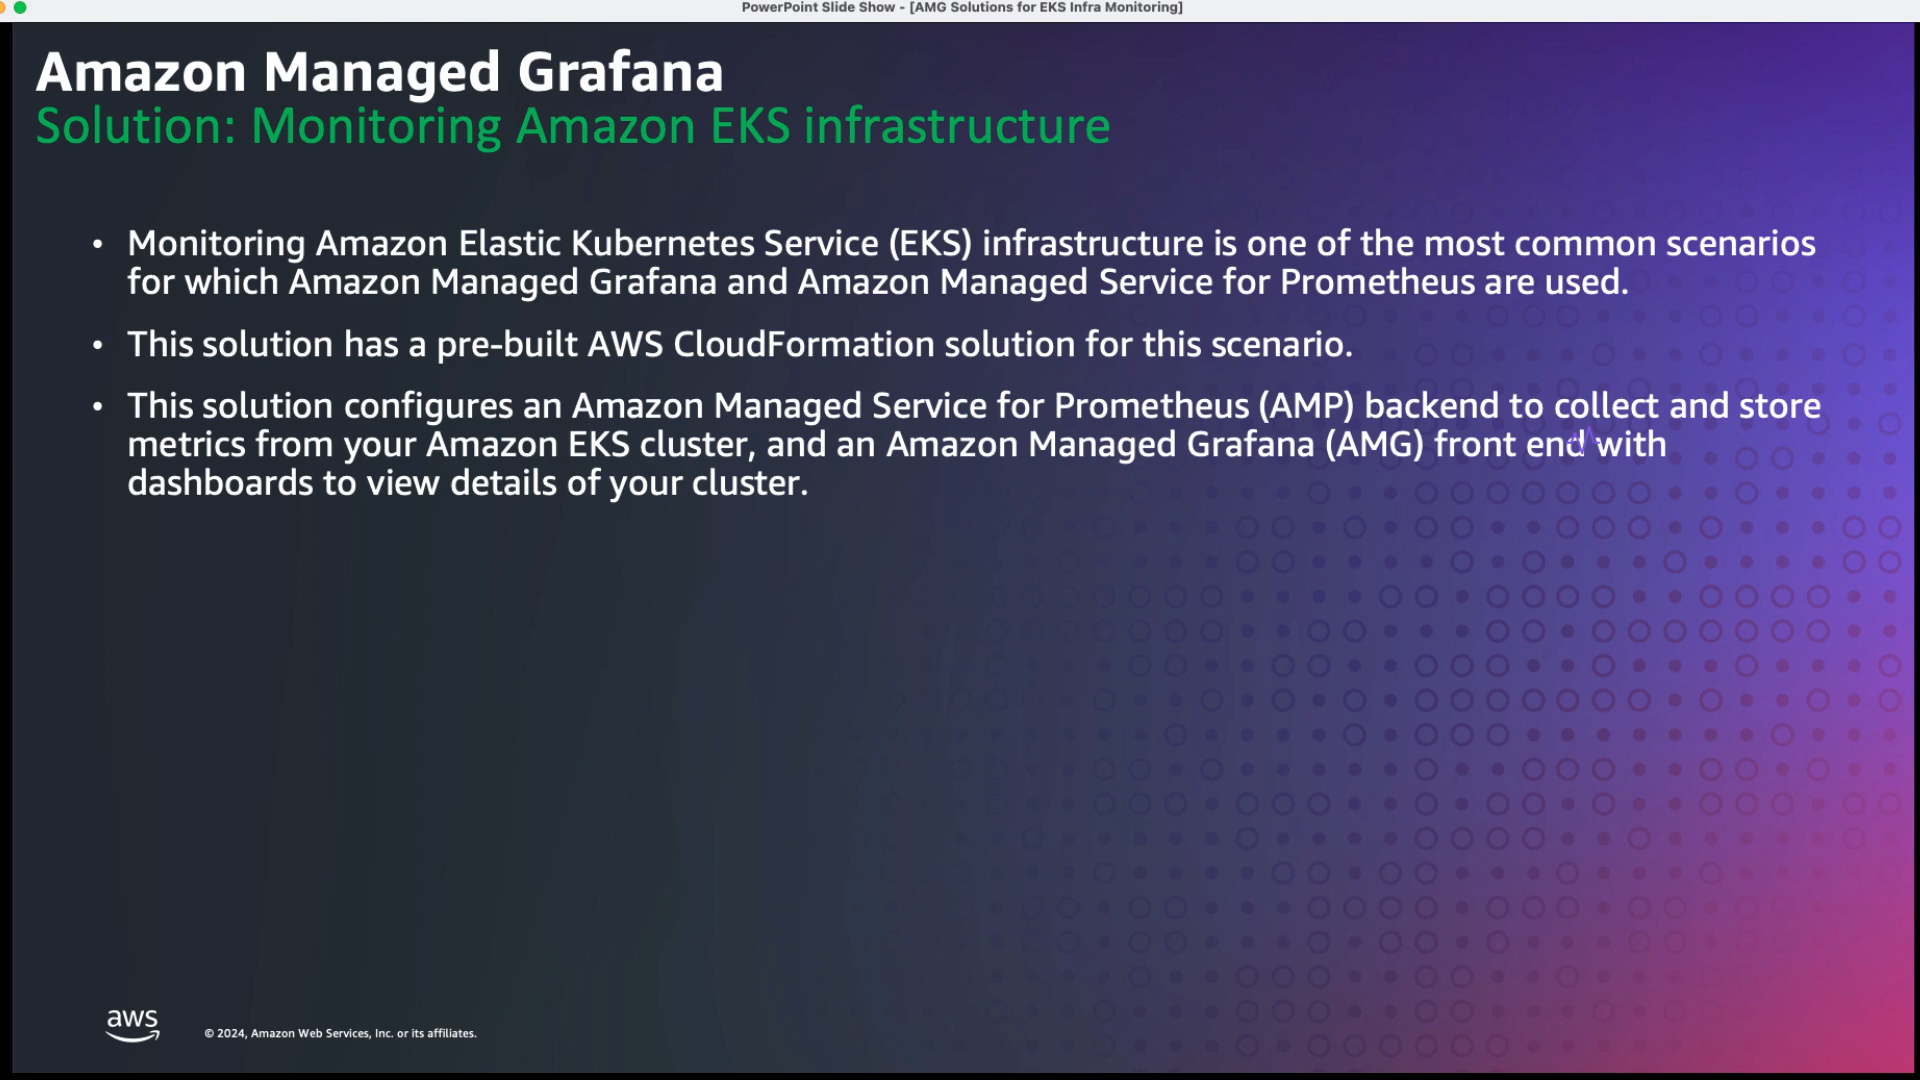 PowerPoint Slide Show - [AMG Solutions for EKS Infra Monitoring]
Amazon Managed Grafana
Solution: Monitoring Amazon EKS infrastructure
• Monitoring Amazon Elastic Kubernetes Service (EKS) infrastructure is one of the most common scenarios
for which Amazon Managed Grafana and Amazon Managed Service for Prometheus are used.
• This solution has a pre-built AWS CloudFormation solution for this scenario.
• This solution configures an Amazon Managed Service for Prometheus (AMP) backend to collect and store
metrics from your Amazon EKS cluster, and an Amazon Managed Grafana (AMG) front end with
dashboards to view details of your cluster.
aws
© 2024, Amazon Web Services, Inc. or its affiliates.